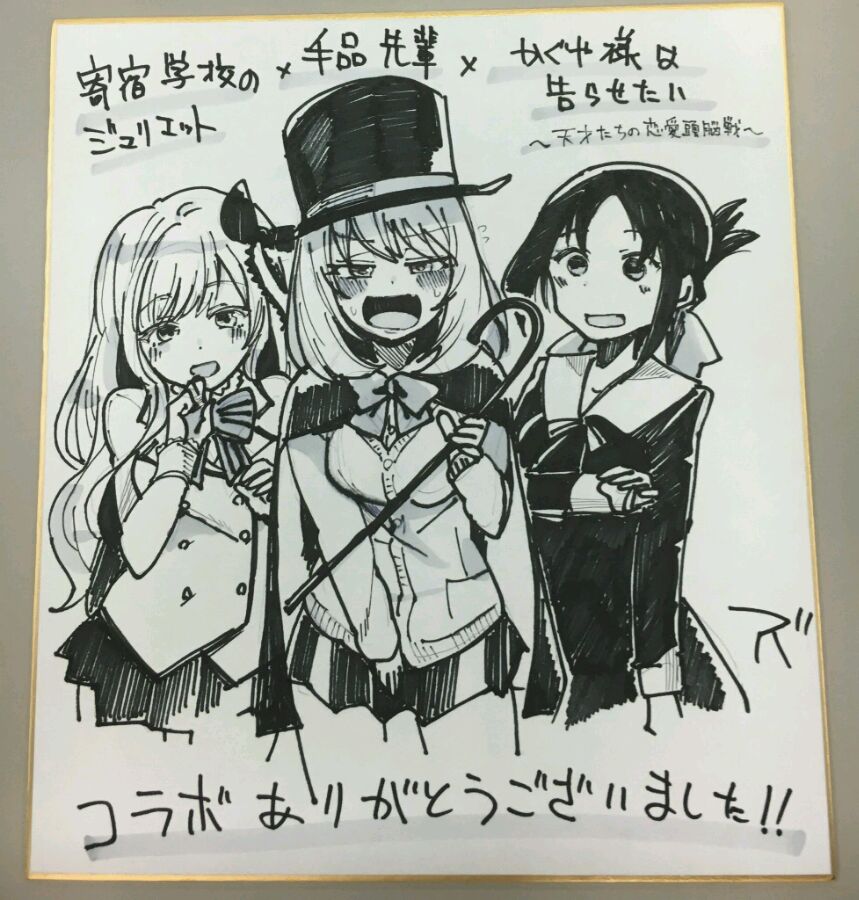 寄宿学校の
ジュリエット
×
手品先輩
×
かぐや様は
告らせたい
～天才たちの恋愛頭脳戦～
アズ
コラボありがとうございました!!